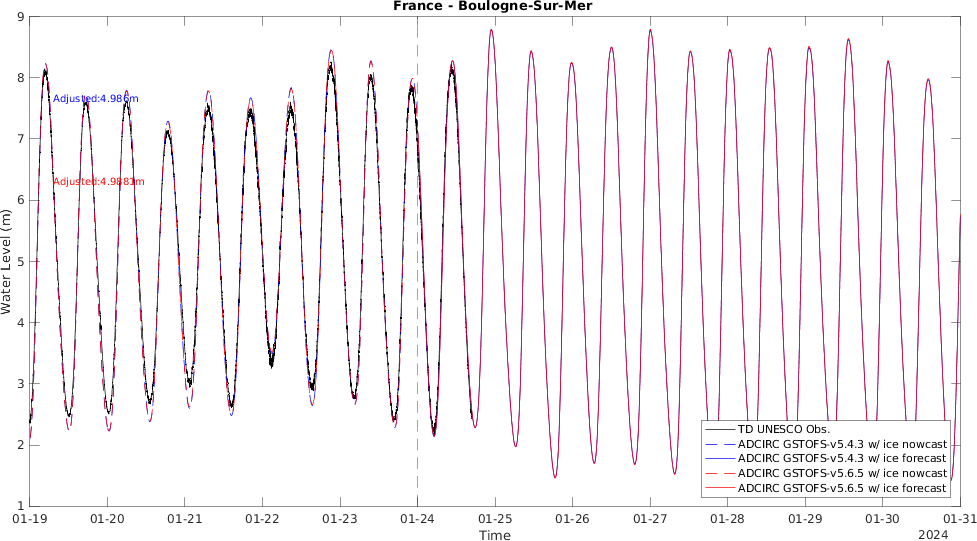 France - Boulogne-Sur-Mer
9
8
7
6
5
4
3
2
1
Water Level (m)
Adjusted:4.986m
Adjusted:4.9881m
TD UNESCO Obs.
ADCIRC GSTOFS-v5.4.3 w/ ice nowcast
ADCIRC GSTOFS-v5.4.3 w/ ice forecast
ADCIRC GSTOFS-v5.6.5 w/ ice nowcast
ADCIRC GSTOFS-v5.6.5 w/ ice forecast
01-19 01-20 01-21 01-22 01-23 01-24 01-25 01-26 01-27 01-28 01-29 01-30 01-31
Time
2024